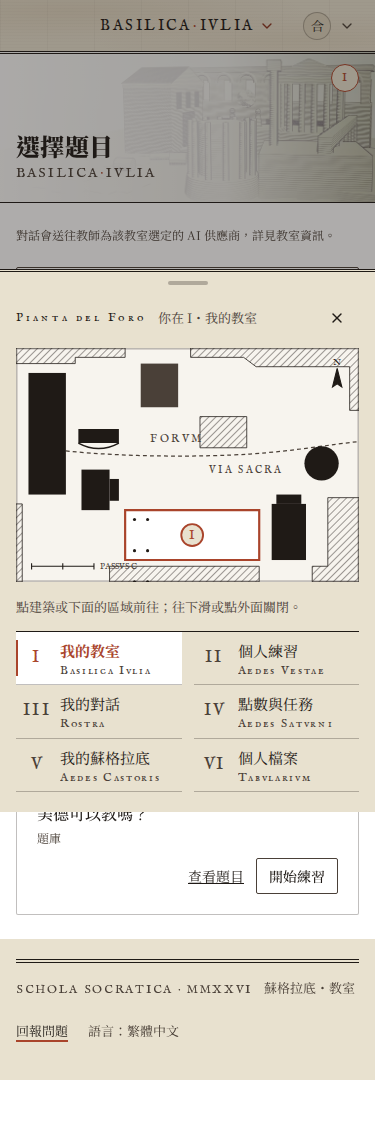 BASILICA·IVLIA
合
I
選擇題目
BASILICA·IVLIA
對話會送往教師為該教室選定的 AI 供應商，詳見教室資訊。
Pianta del Foro 你在 I・我的教室
N
FORVM
VIA SACRA
I
PASSVS C
點建築或下面的區域前往；往下滑或點外面關閉。
I 我的教室
Basilica Ivlia
II 個人練習
Aedes Vestae
III 我的對話
Rostra
IV 點數與任務
Aedes Satvrni
V 我的蘇格拉底
Aedes Castoris
VI 個人檔案
Tabvlarivm
美德可以教嗎？
題庫
查看題目 開始練習
SCHOLA SOCRATICA · MMXXVI 蘇格拉底・教室
回報問題 語言：繁體中文